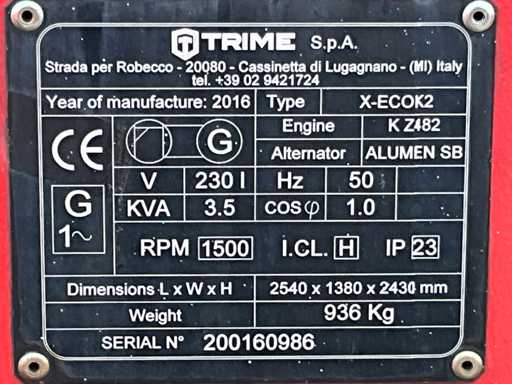 TRIME S.p.A.
Strada per Robecco - 20080 - Cassinetta di Lugagnano - (MI) Italy
tel. +39 02 9421724
Year of manufacture: 2016 Type X-ECOK2
Engine K Z482
CE G Alternator ALUMEN SB
V 230 I Hz 50
G 1~ KVA 3.5 COS φ 1.0
RPM 1500 I.CL. H IP 23
Dimensions L x W x H 2540 x 1380 x 2430 mm
Weight 936 Kg
SERIAL N° 200160986